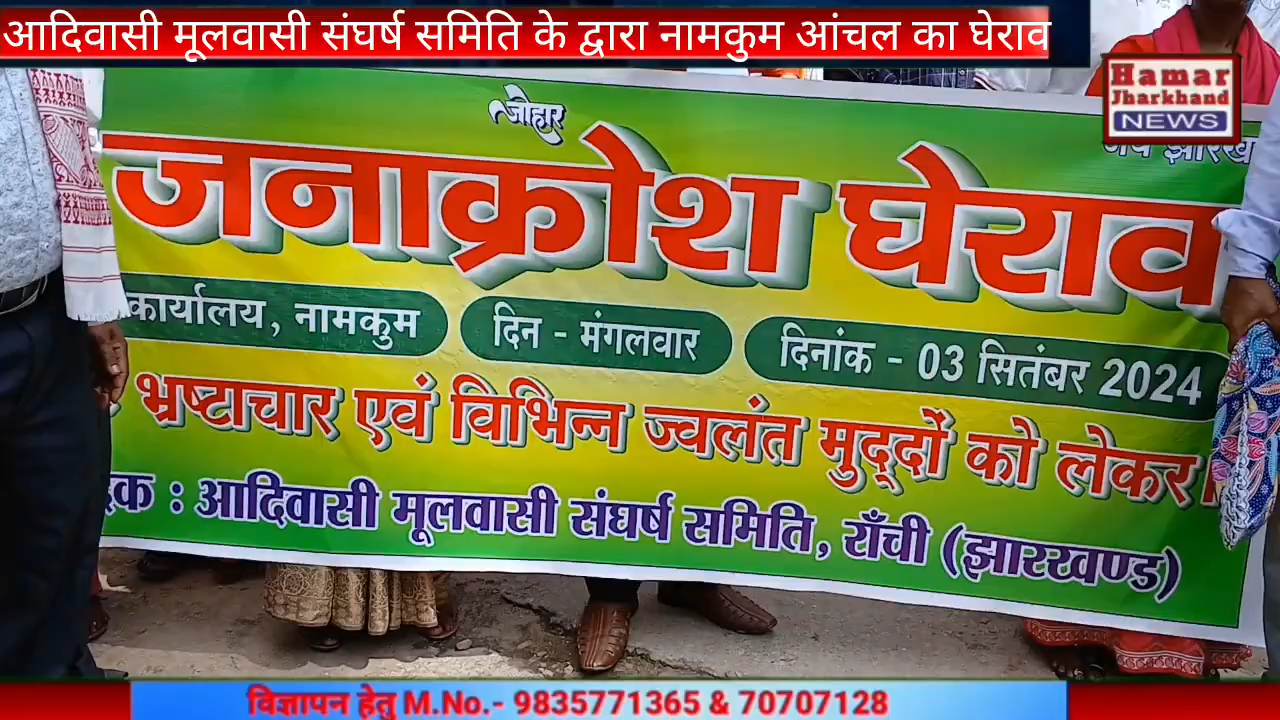 आदिवासी मूलवासी संघर्ष समिति के द्वारा नामकुम आंचल का घेराव
Hamar
Jharkhand
NEWS
जोहार
जनाक्रोश घेराव
कार्यालय, नामकुम
दिन - मंगलवार
दिनांक - 03 सितंबर 2024
भ्रष्टाचार एवं विभिन्न ज्वलंत मुद्दों को लेकर
: आदिवासी मूलवासी संघर्ष समिति, राँची (झारखण्ड)
विज्ञापन हेतु M.No.- 9835771365 & 70707128